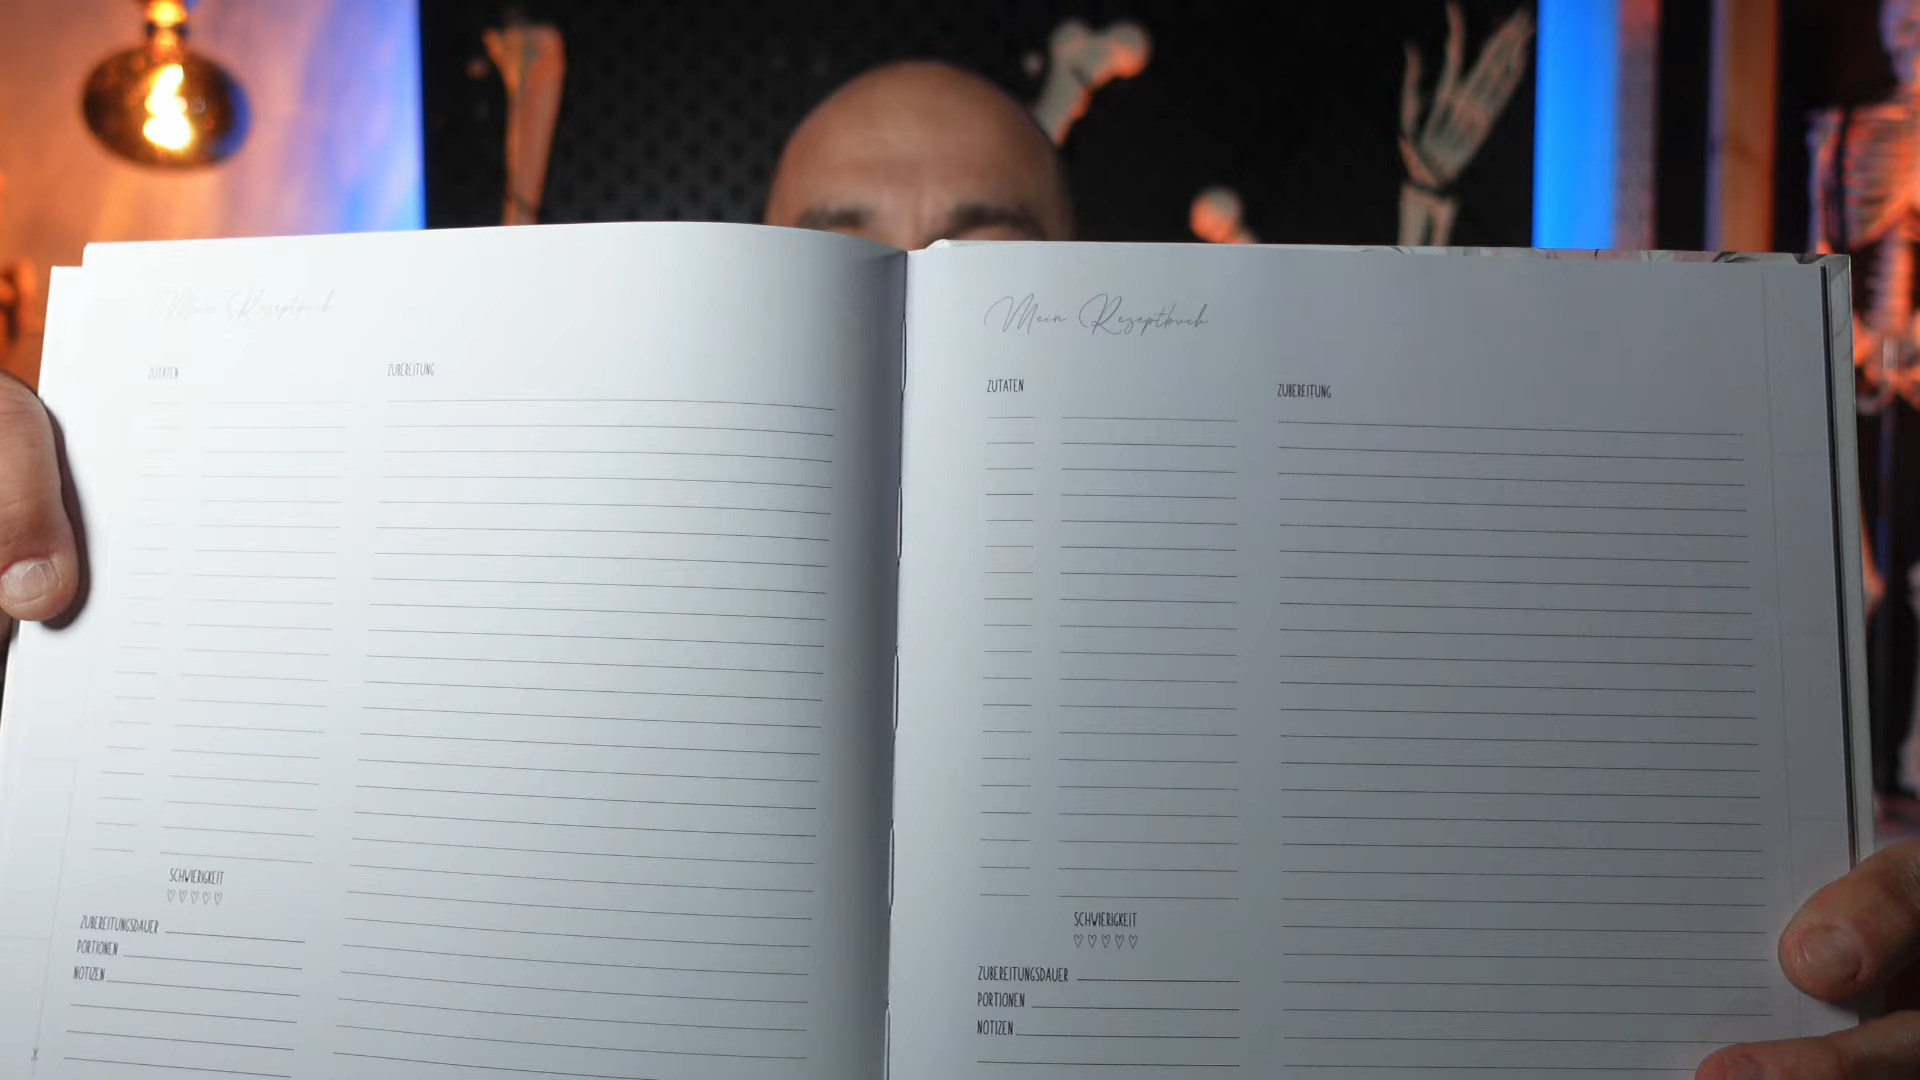 Mein Rezeptbuch
ZUTATEN
ZUBEREITUNG
SCHWIERIGKEIT
ZUBEREITUNGSDAUER
PORTIONEN
NOTIZEN
Mein Rezeptbuch
ZUTATEN
ZUBEREITUNG
SCHWIERIGKEIT
ZUBEREITUNGSDAUER
PORTIONEN
NOTIZEN